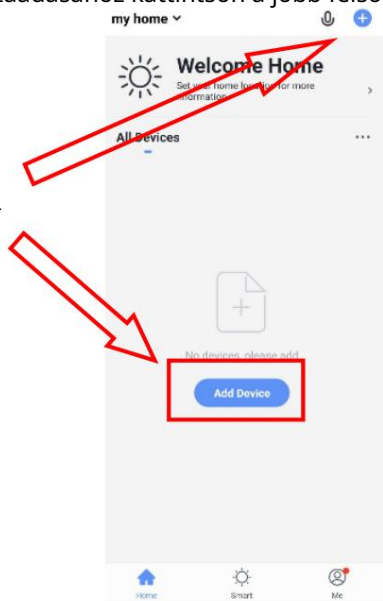 kattintson a jobb felső
my home
Welcome Home
Set your home location for more
information
All Devices
No devices, please add
Add Device
Home
Smart
Me